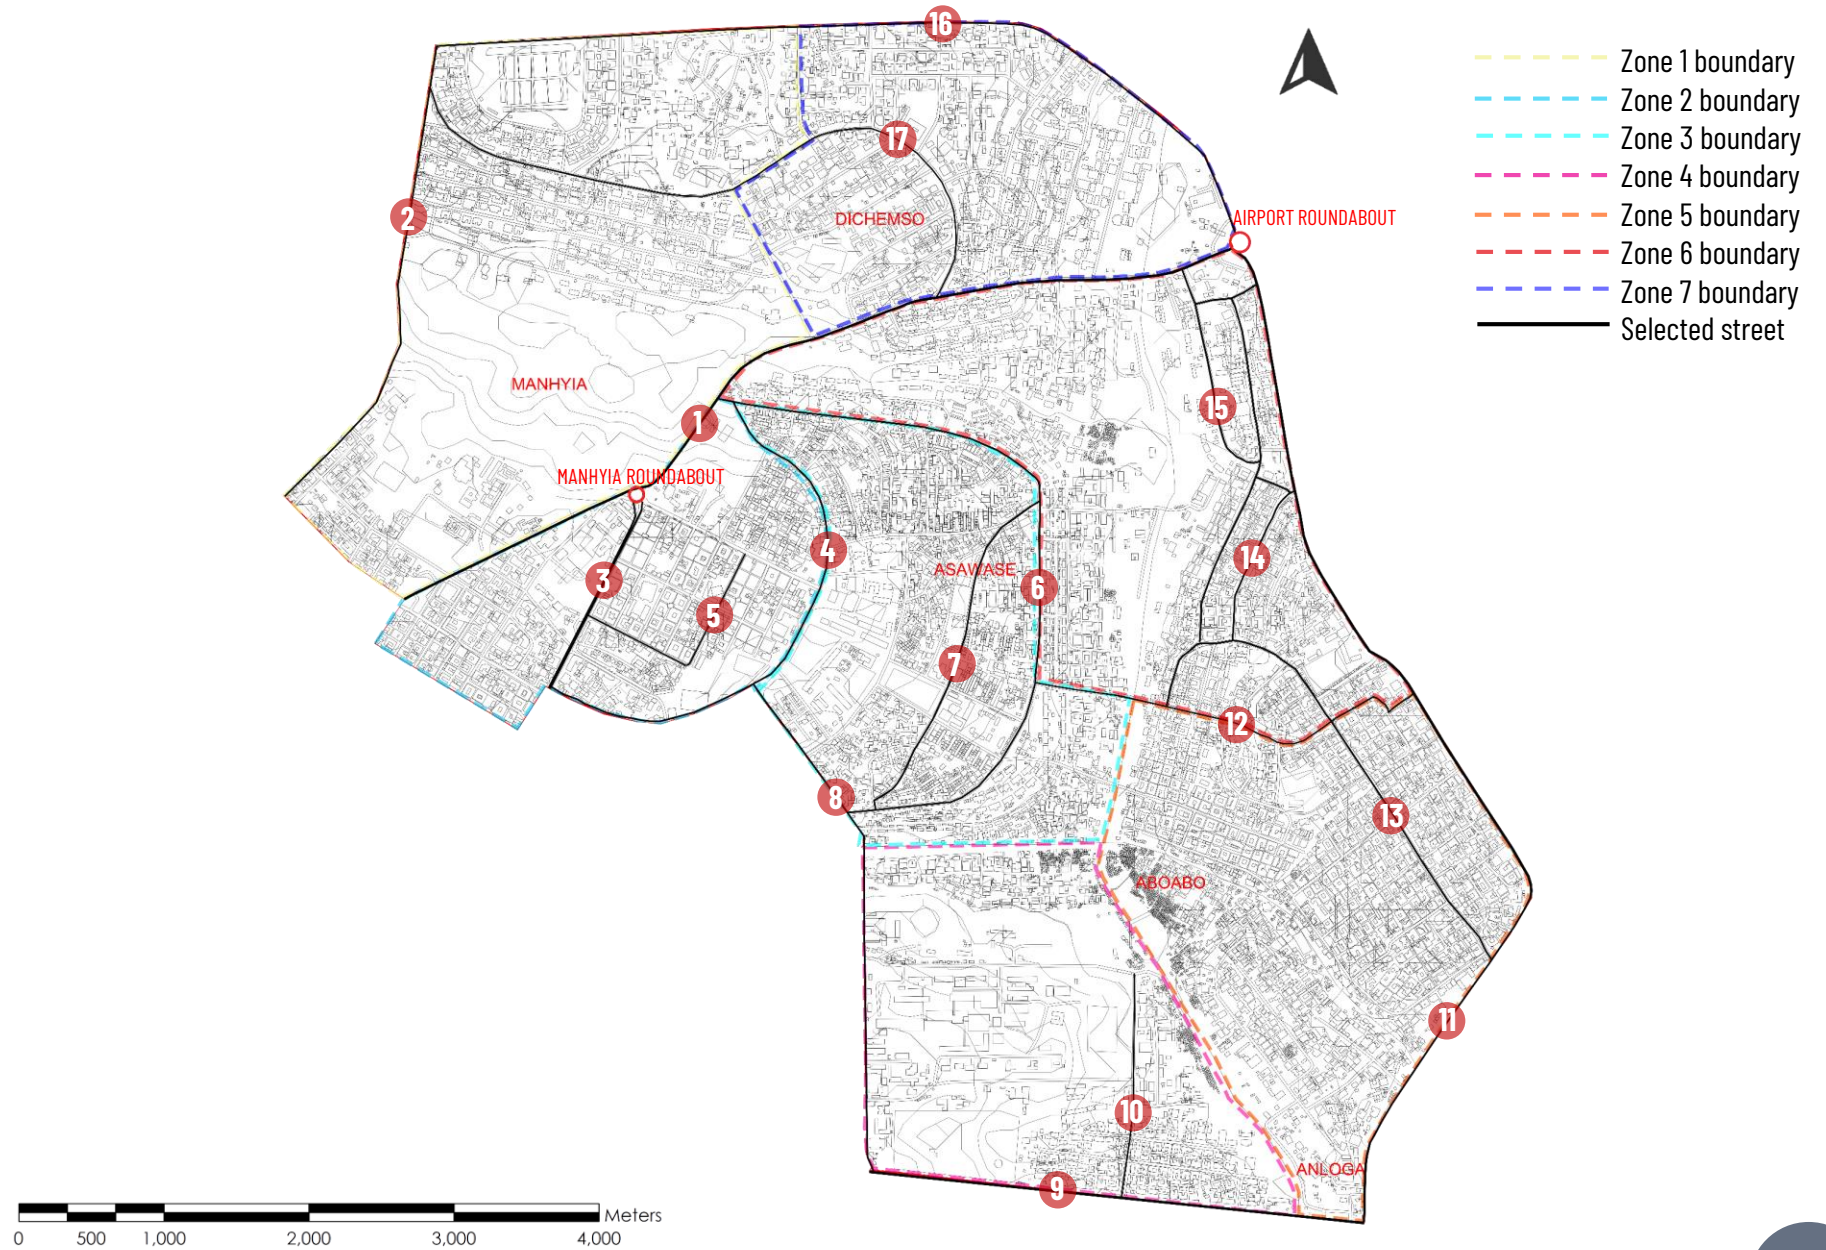 16
Zone 1 boundary
Zone 2 boundary
Zone 3 boundary
Zone 4 boundary
Zone 5 boundary
Zone 6 boundary
Zone 7 boundary
Selected street
17
2
DICHEMSO
AIRPORT ROUNDABOUT
MANHYIA
15
1
MANHYIA ROUNDABOUT
4
14
ASAWASE
3
6
5
7
12
8
13
ABOABO
11
10
ANLOGA
9
Meters
0 500 1,000 2,000 3,000 4,000